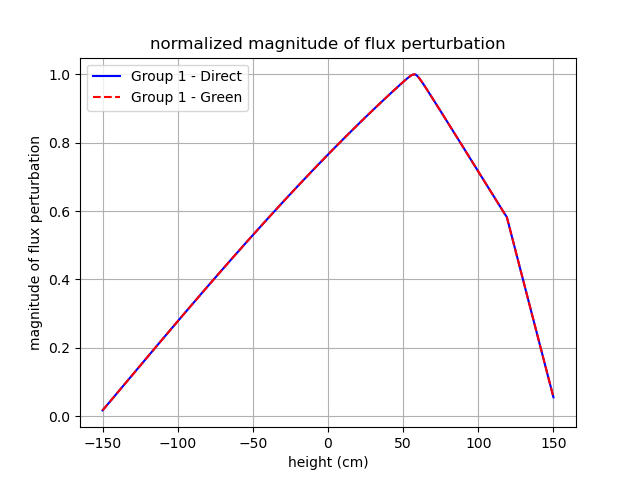 normalized magnitude of flux perturbation
Group 1 - Direct
Group 1 - Green
magnitude of flux perturbation
1.0
0.8
0.6
0.4
0.2
0.0
−150
−100
−50
0
50
100
150
height (cm)